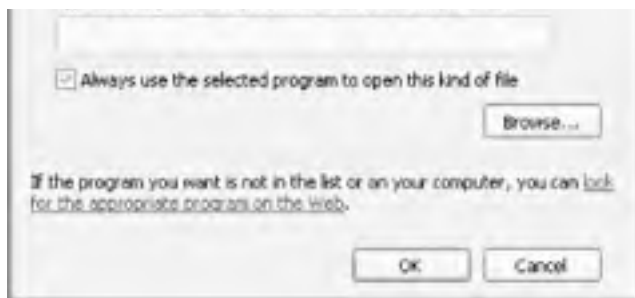 Always use the selected program to open this kind of file
Browse...
If the program you want is not in the list or on your computer, you can look
for the appropriate program on the Web.
OK
Cancel